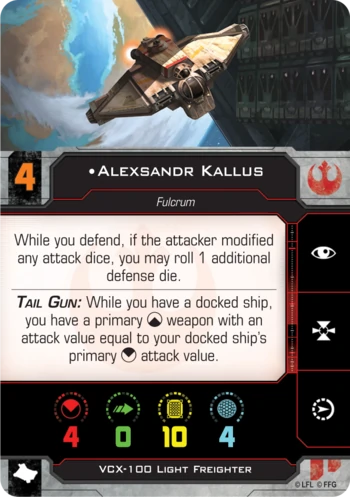 4
•Alexsandr Kallus
Fulcrum
While you defend, if the attacker modified
any attack dice, you may roll 1 additional
defense die.
Tail Gun: While you have a docked ship,
you have a primary weapon with an
attack value equal to your docked ship's
primary attack value.
4 0 10 4
VCX-100 Light Freighter
©LFL ©FFG